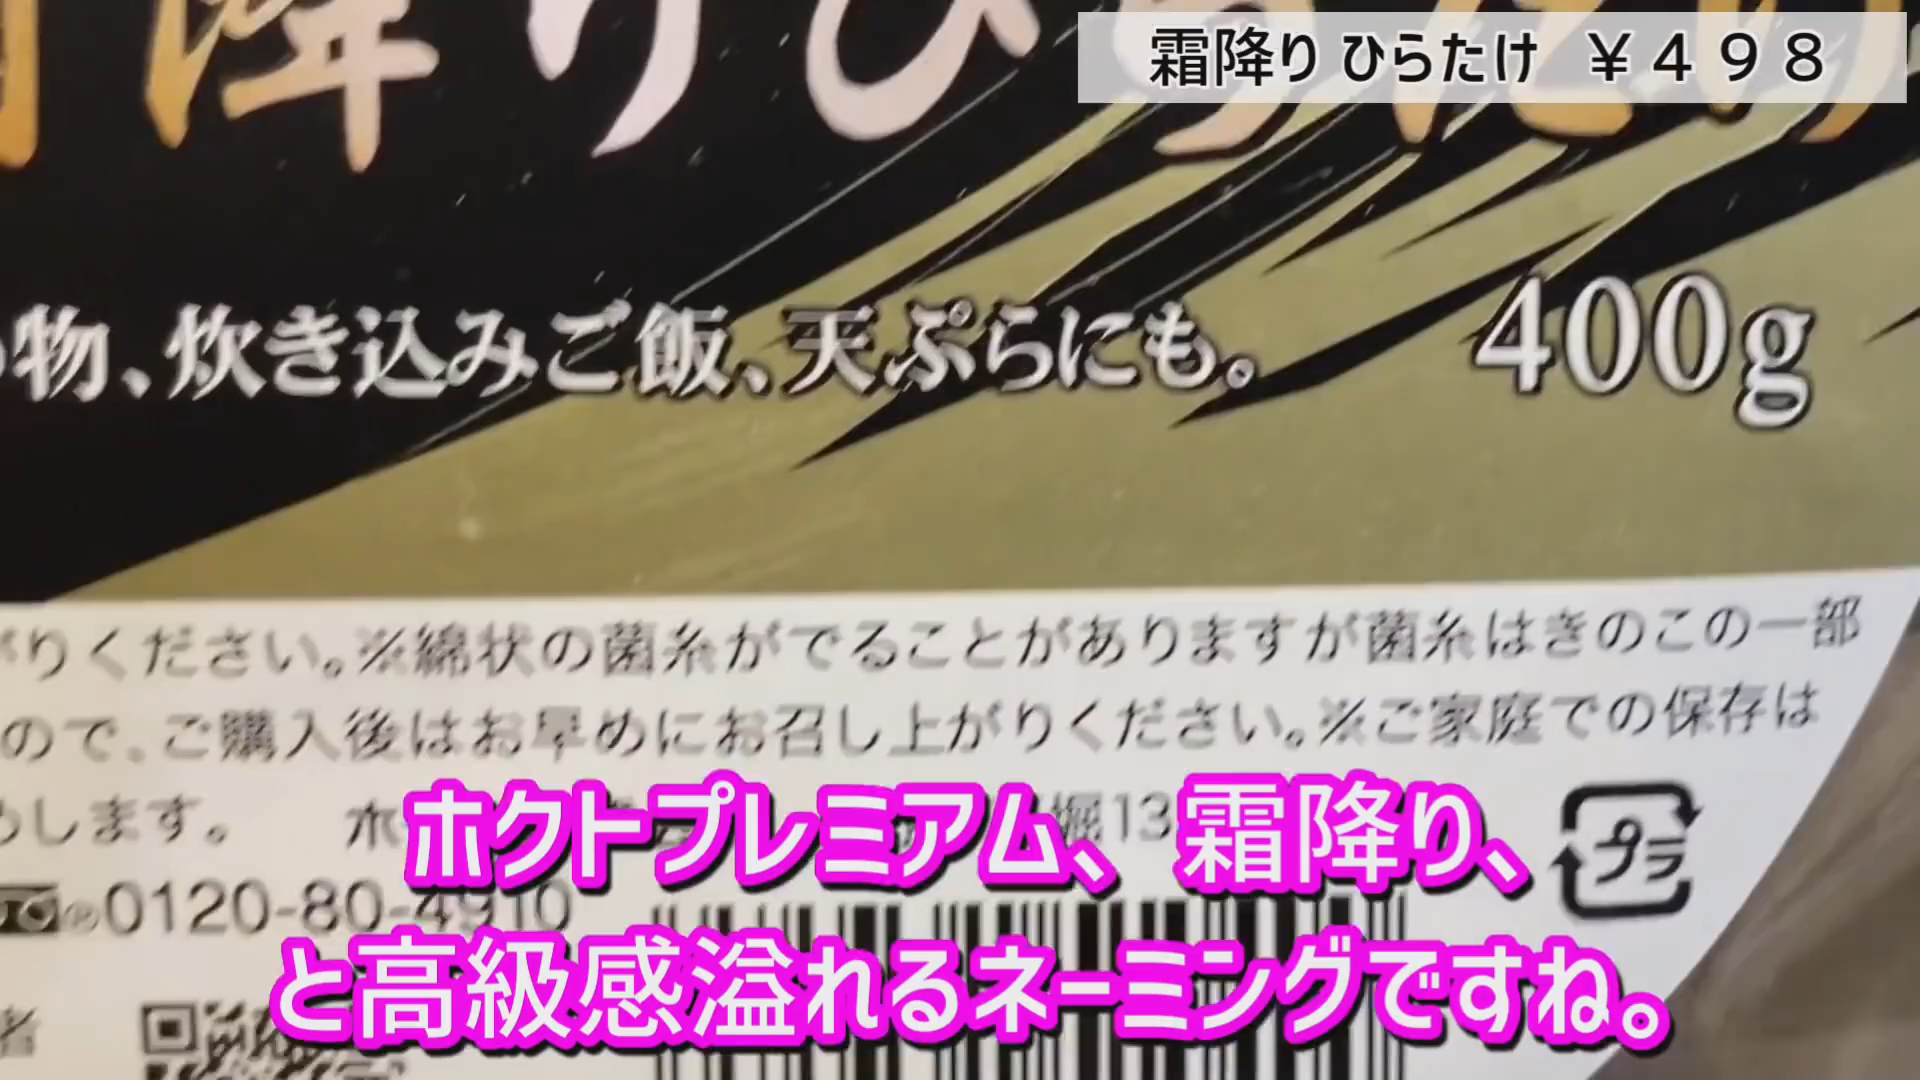 降りひらたけ
霜降り ひらたけ ￥４９８
物、炊き込みご飯、天ぷらにも。
400g
がりください。※綿状の菌糸がでることがありますが菌糸はきのこの一部
ので、ご購入後はお早めにお召し上がりください。※ご家庭での保存は
めします。
堀13
プラ
0120-80-4910
者
ホクトプレミアム、霜降り、
と高級感溢れるネーミングですね。